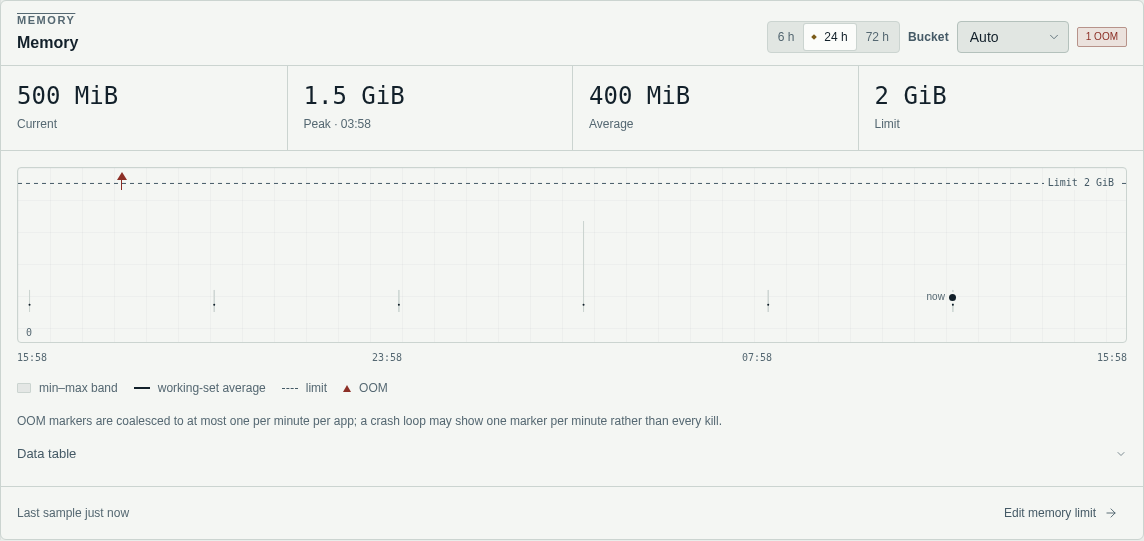 MEMORY
Memory
6 h 24 h 72 h Bucket Auto 1 OOM
500 MiB 1.5 GiB 400 MiB 2 GiB
Current Peak · 03:58 Average Limit
Limit 2 GiB
now
0
15:58 23:58 07:58 15:58
min–max band working-set average limit OOM
OOM markers are coalesced to at most one per minute per app; a crash loop may show one marker per minute rather than every kill.
Data table
Last sample just now Edit memory limit →